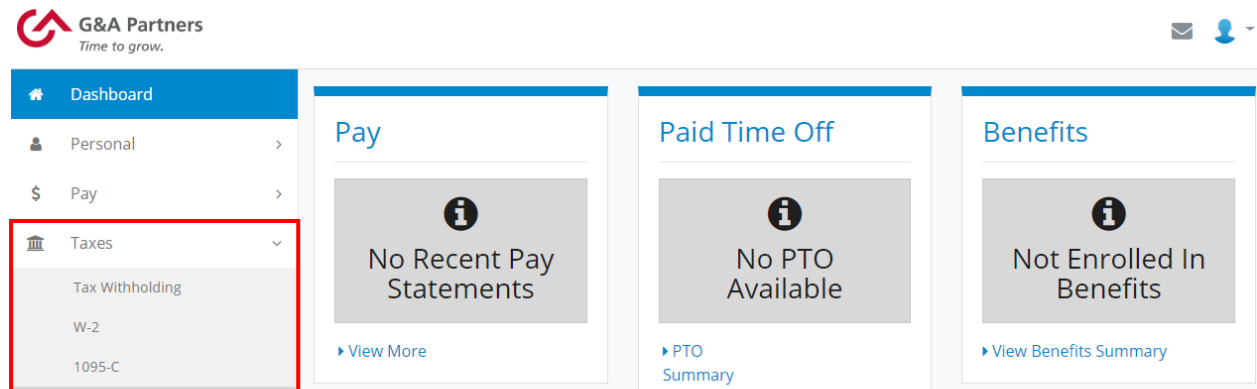 G&A Partners
Time to grow.
Dashboard
Personal
Pay
Taxes
Tax Withholding
W-2
1095-C
Pay
No Recent Pay
Statements
View More
Paid Time Off
No PTO
Available
PTO
Summary
Benefits
Not Enrolled In
Benefits
View Benefits Summary